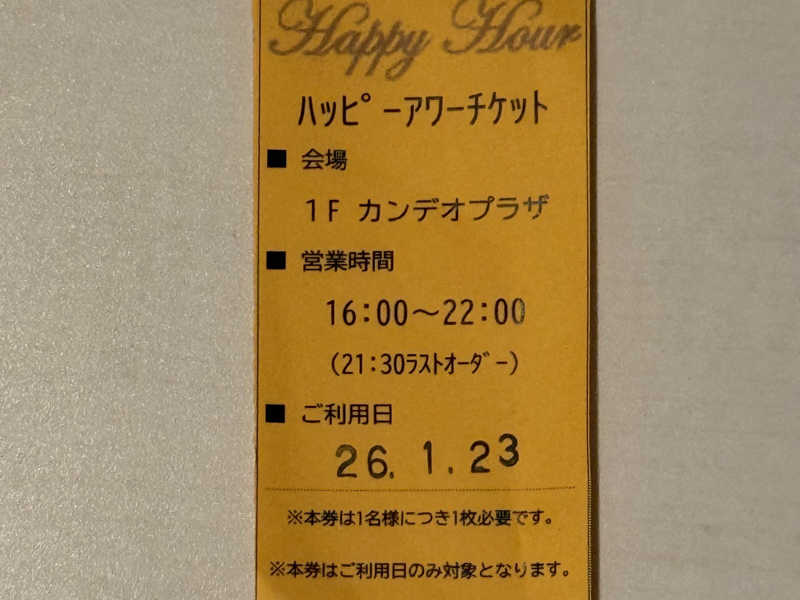 Happy Hour
ﾊｯﾋﾟｰｱﾜｰﾁｹｯﾄ
■ 会場
1F カンデオプラザ
■ 営業時間
16:00～22:00
(21:30ﾗｽﾄｵｰﾀﾞｰ)
■ ご利用日
26.1.23
※本券は1名様につき1枚必要です。
※本券はご利用日のみ対象となります。